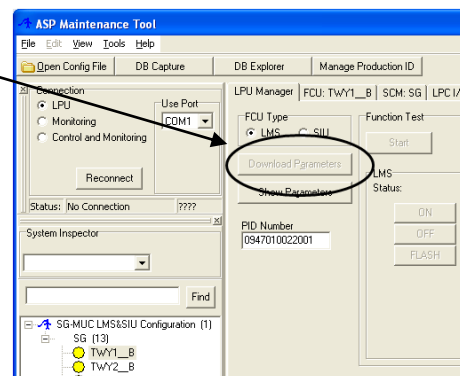 ASP Maintenance Tool
File Edit View Tools Help
Open Config File DB Capture DB Explorer Manage Production ID
Connection
LPU
Monitoring
Control and Monitoring
Use Port
COM1
Reconnect
Status: No Connection ????
System Inspector
Find
SG-MUC LMS&SIU Configuration (1)
SG (13)
TWY1__B
TWY2__B
LPU Manager FCU: TWY1__B SCM: SG
FCU Type
LMS SIU
Download Parameters
Show Parameters
PID Number
0947010022001
Function Test
Start
LMS
Status:
ON
OFF
FLASH